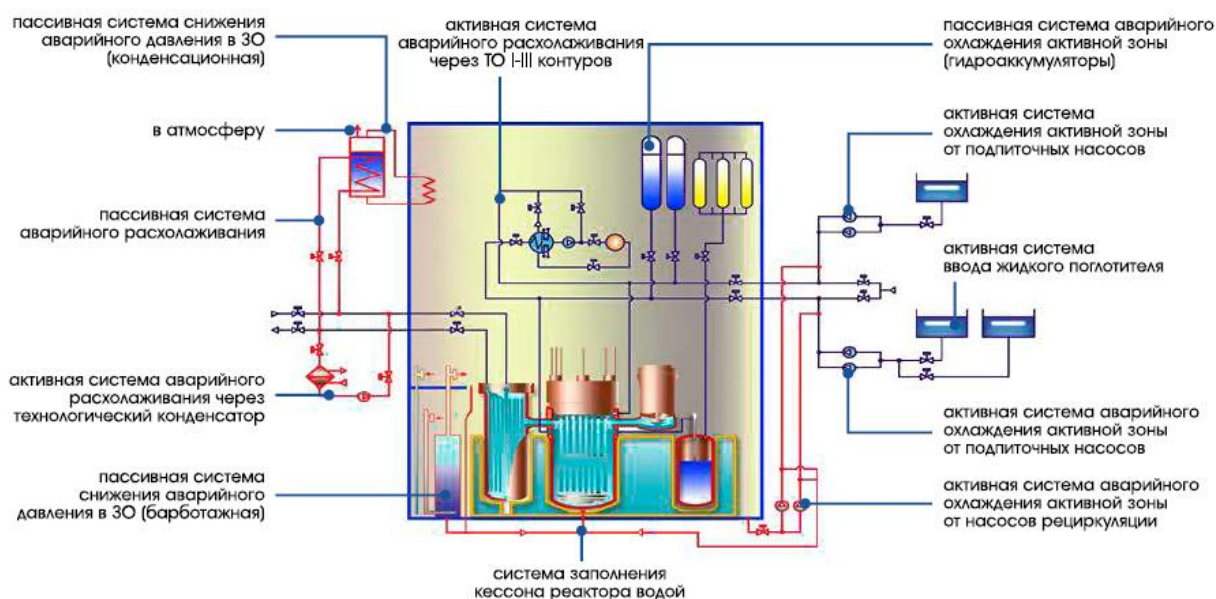 пассивная система снижения
аварийного давления в ЗО
(конденсационная)
активная система
аварийного расхолаживания
через ТО I-III контуров
пассивная система аварийного
охлаждения активной зоны
(гидроаккумуляторы)
в атмосферу
активная система
охлаждения активной зоны
от подпиточных насосов
пассивная система
аварийного расхолаживания
активная система
ввода жидкого поглотителя
активная система аварийного
расхолаживания через
технологический конденсатор
активная система аварийного
охлаждения активной зоны
от подпиточных насосов
пассивная система
снижения аварийного
давления в ЗО (барботажная)
активная система аварийного
охлаждения активной зоны
от насосов рециркуляции
система заполнения
кессона реактора водой